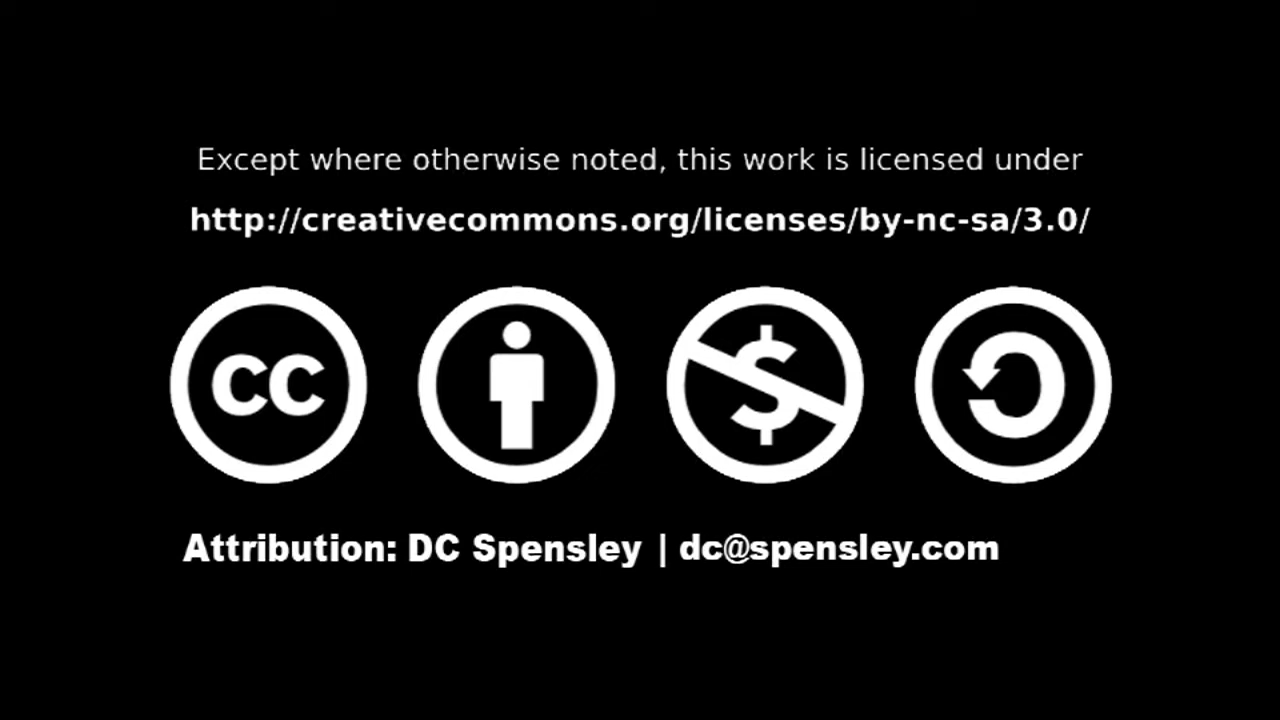 Except where otherwise noted, this work is licensed under
http://creativecommons.org/licenses/by-nc-sa/3.0/
cc
$
Attribution: DC Spensley | dc@spensley.com